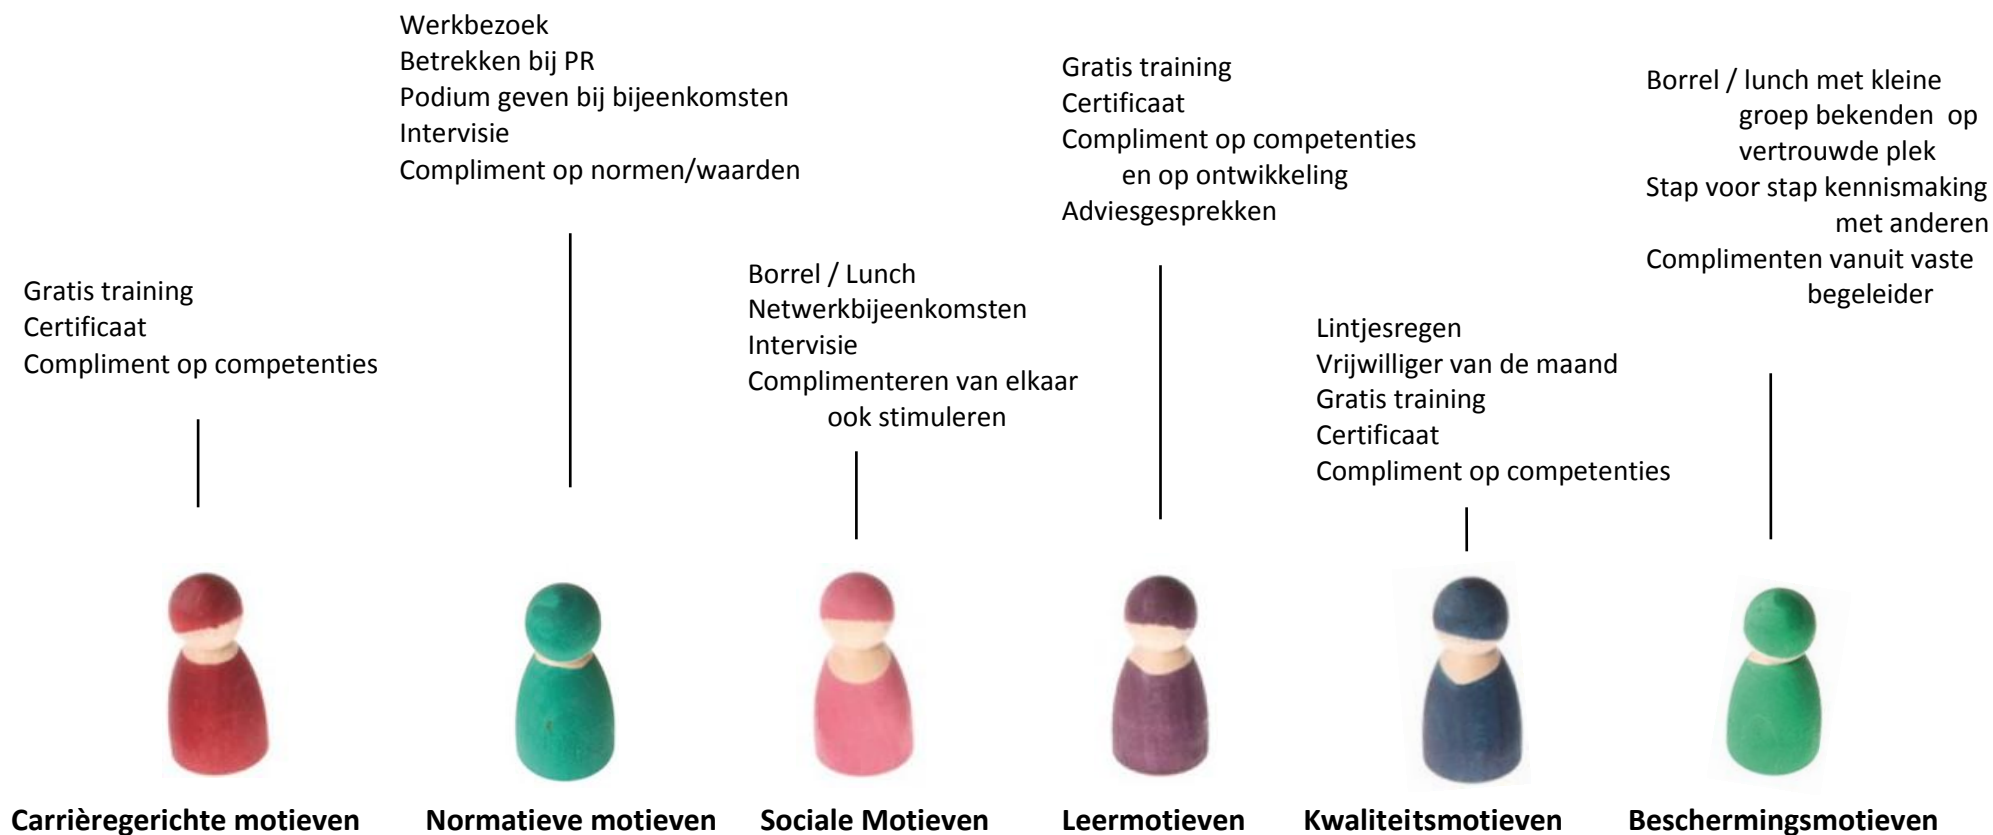 Gratis training
Certificaat
Compliment op competenties
Carrièregerichte motieven
Werkbezoek
Betrekken bij PR
Podium geven bij bijeenkomsten
Intervisie
Compliment op normen/waarden
Normatieve motieven
Borrel / Lunch
Netwerkbijeenkomsten
Intervisie
Complimenteren van elkaar
ook stimuleren
Sociale Motieven
Gratis training
Certificaat
Compliment op competenties
en op ontwikkeling
Adviesgesprekken
Leermotieven
Lintjesregen
Vrijwilliger van de maand
Gratis training
Certificaat
Compliment op competenties
Kwaliteitsmotieven
Borrel / lunch met kleine
groep bekenden op
vertrouwde plek
Stap voor stap kennismaking
met anderen
Complimenten vanuit vaste
begeleider
Beschermingsmotieven